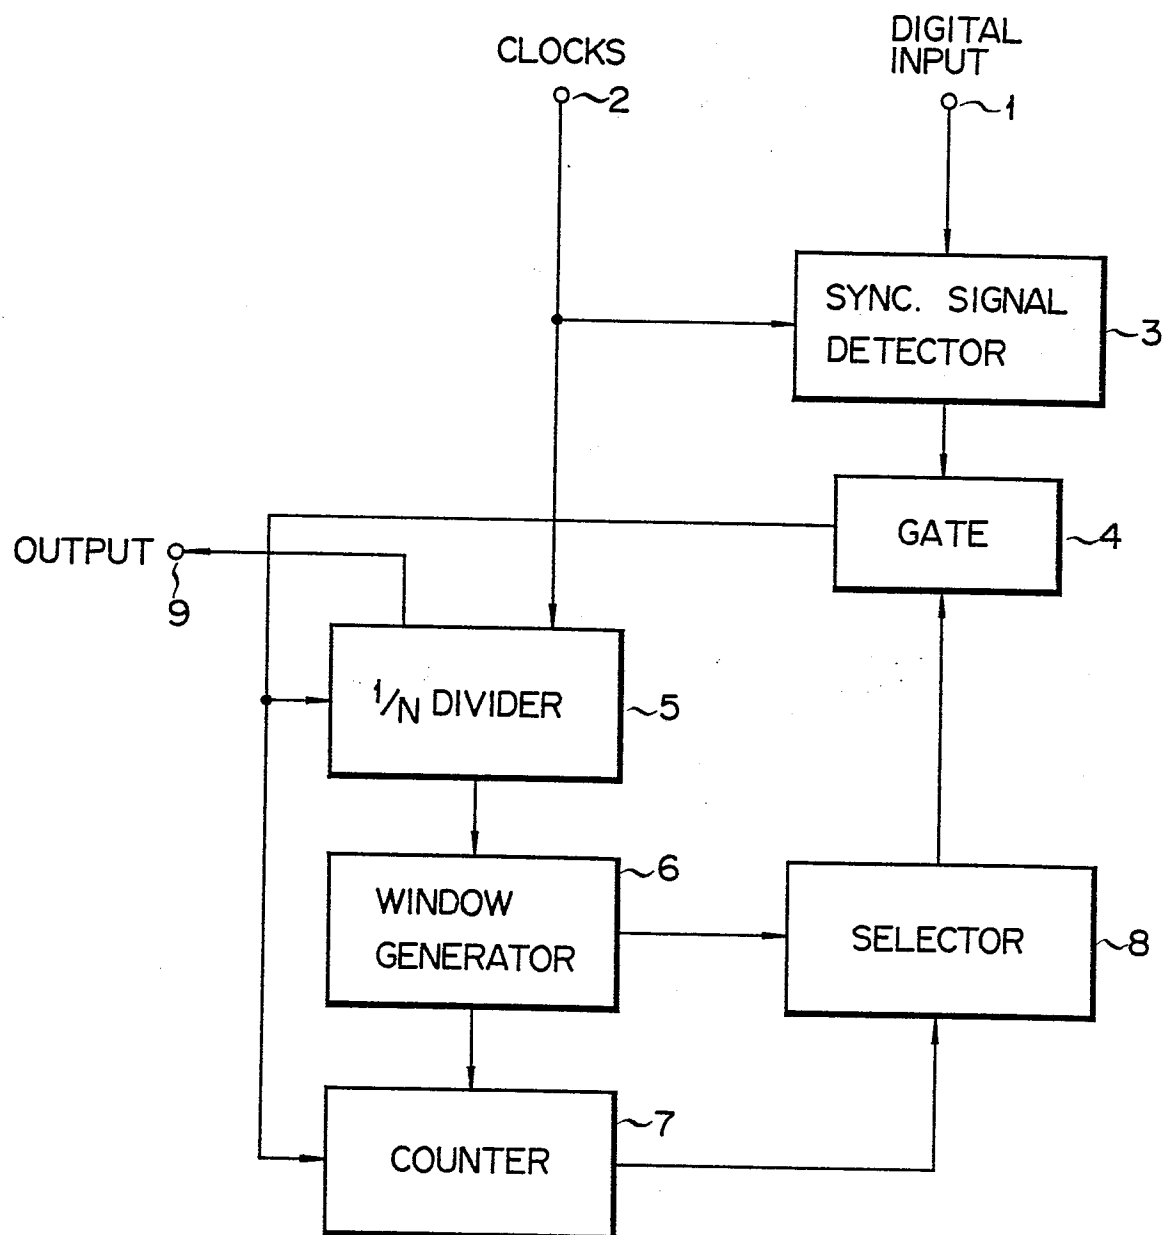 CLOCKS
2
DIGITAL
INPUT
1
SYNC. SIGNAL
DETECTOR
3
GATE
4
OUTPUT
9
1/N DIVIDER
5
WINDOW
GENERATOR
6
SELECTOR
8
COUNTER
7